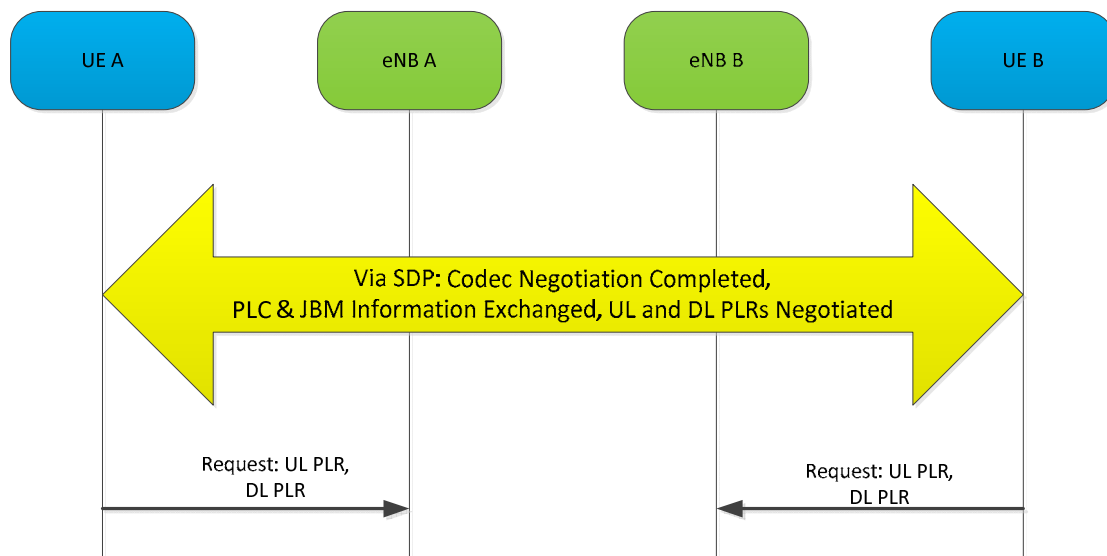 UE A
eNB A
eNB B
UE B
Via SDP: Codec Negotiation Completed,
PLC & JBM Information Exchanged, UL and DL PLRs Negotiated
Request: UL PLR,
DL PLR
Request: UL PLR,
DL PLR